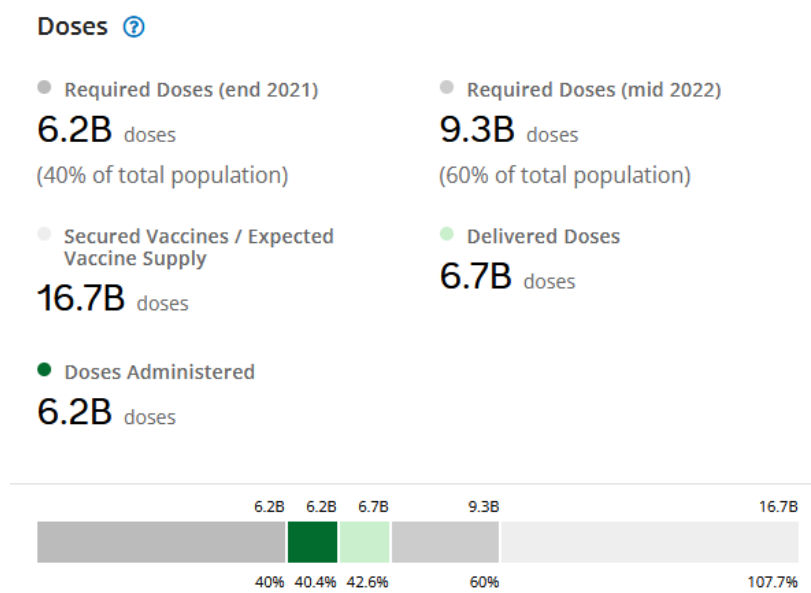 Doses ?
Required Doses (end 2021)
6.2B doses
(40% of total population)
Required Doses (mid 2022)
9.3B doses
(60% of total population)
Secured Vaccines / Expected
Vaccine Supply
16.7B doses
Delivered Doses
6.7B doses
Doses Administered
6.2B doses
6.2B 6.2B 6.7B 9.3B 16.7B
40% 40.4% 42.6% 60% 107.7%